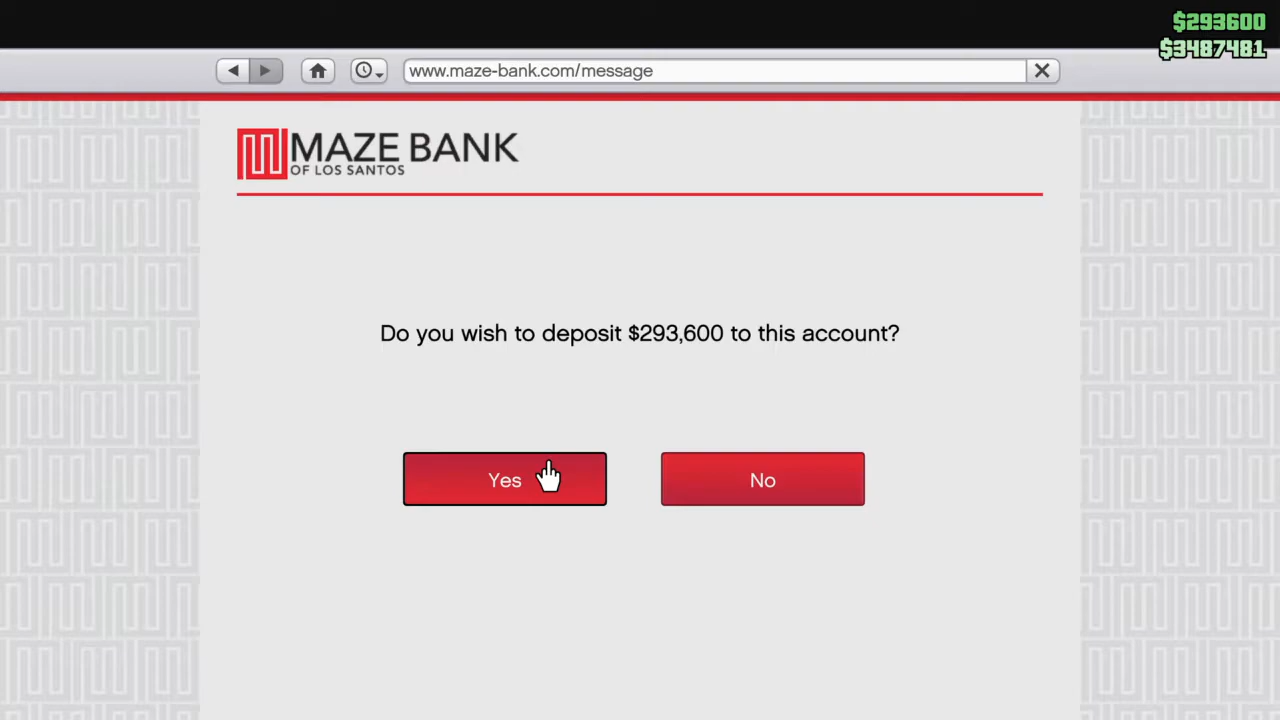 $293600
$3487481
www.maze-bank.com/message
MAZE BANK
OF LOS SANTOS
Do you wish to deposit $293,600 to this account?
Yes
No